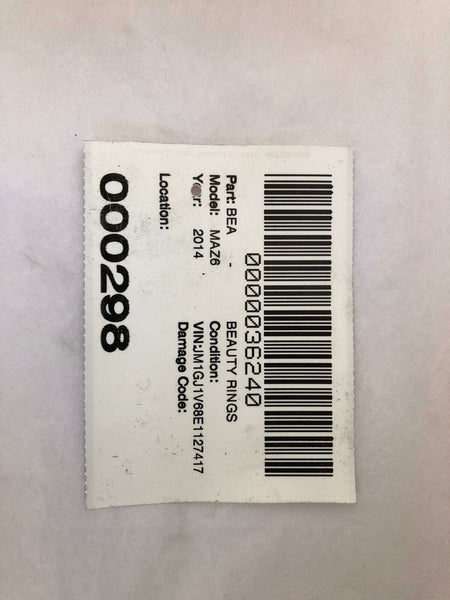 0000036240
Part: BEA - BEAUTY RINGS
Model: MAZ6 Condition:
Year: 2014 VIN:JM1GJ1V68E1127417
Damage Code:
Location:
000298